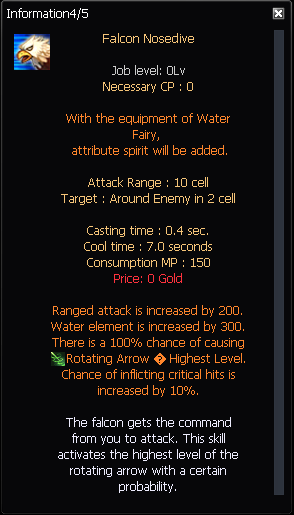 Information4/5
Falcon Nosedive
Job level: 0Lv
Necessary CP : 0
With the equipment of Water
Fairy,
attribute spirit will be added.
Attack Range : 10 cell
Target : Around Enemy in 2 cell
Casting time : 0.4 sec.
Cool time : 7.0 seconds
Consumption MP : 150
Price: 0 Gold
Ranged attack is increased by 200.
Water element is increased by 300.
There is a 100% chance of causing
Rotating Arrow � Highest Level.
Chance of inflicting critical hits is
increased by 10%.
The falcon gets the command
from you to attack. This skill
activates the highest level of the
rotating arrow with a certain
probability.